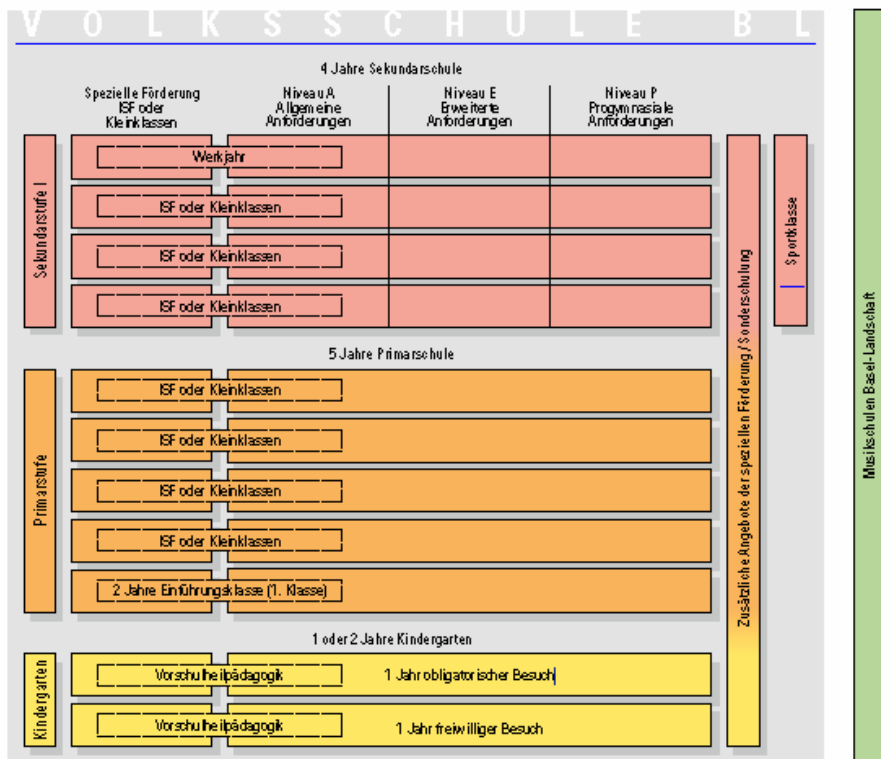 VOLKSSCHULE BL
4 Jahre Sekundarschule
Spezielle Förderung
ISF oder
Kleinklassen
Niveau A
Allgemeine
Anforderungen
Niveau E
Erweiterte
Anforderungen
Niveau P
Progymnasiale
Anforderungen
Sekundarstufe I
Werkjahr
ISF oder Kleinklassen
ISF oder Kleinklassen
ISF oder Kleinklassen
5 Jahre Primarschule
Primarstufe
ISF oder Kleinklassen
ISF oder Kleinklassen
ISF oder Kleinklassen
ISF oder Kleinklassen
2 Jahre Einführungsklasse (1. Klasse)
1 oder 2 Jahre Kindergarten
Kindergarten
Vorschulheilpädagogik
1 Jahr obligatorischer Besuch
Vorschulheilpädagogik
1 Jahr freiwilliger Besuch
Zusätzliche Angebote der speziellen Förderung / Sonderschulung
Sportklasse
Musikschulen Basel-Landschaft